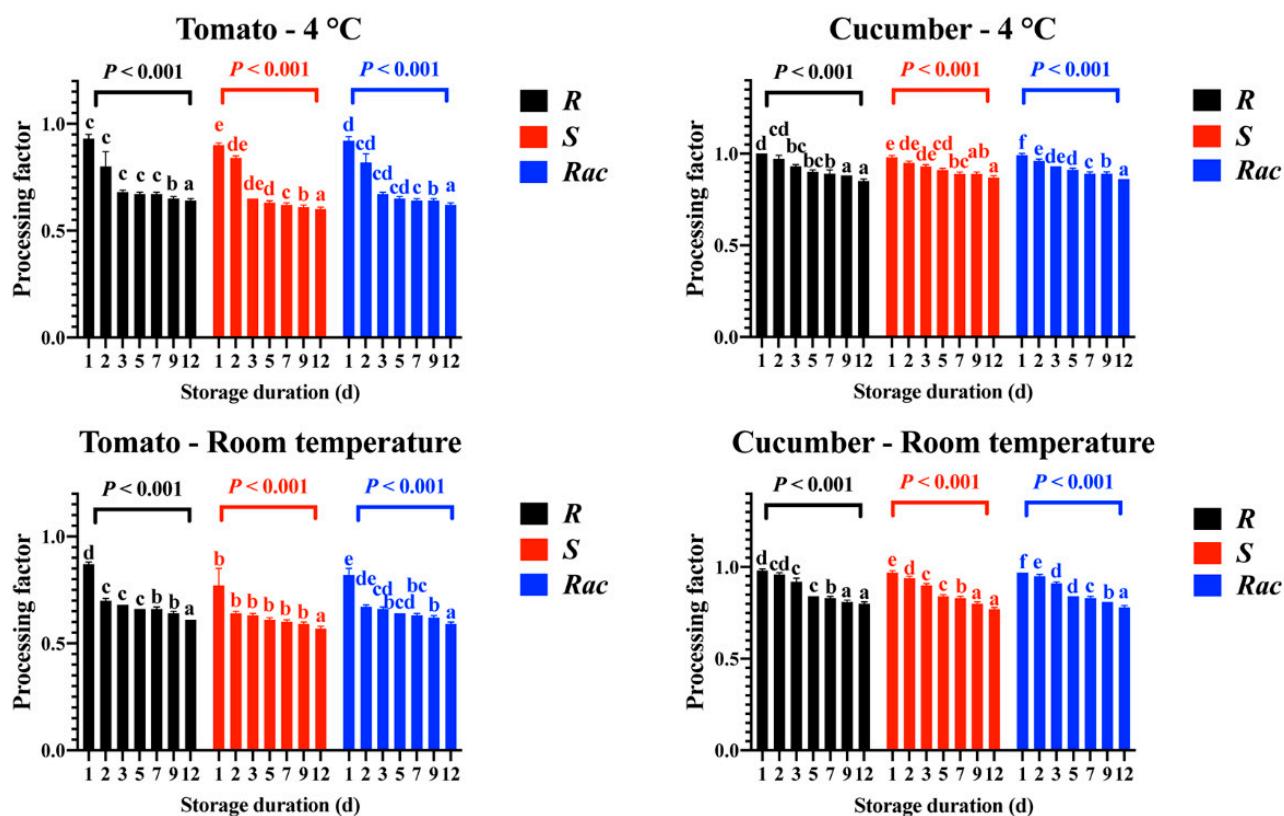 Tomato - 4 °C
P < 0.001 P < 0.001 P < 0.001
c c c c c b a e de de d c b a d cd cd cd b b a
R
S
Rac
Processing factor
1.0
0.5
0.0
1 2 3 5 7 9 12 1 2 3 5 7 9 12 1 2 3 5 7 9 12
Storage duration (d)
Cucumber - 4 °C
P < 0.001 P < 0.001 P < 0.001
d cd bc bc b a a e de de cd bc ab a f e de d c b a
R
S
Rac
Processing factor
1.0
0.5
0.0
1 2 3 5 7 9 12 1 2 3 5 7 9 12 1 2 3 5 7 9 12
Storage duration (d)
Tomato - Room temperature
P < 0.001 P < 0.001 P < 0.001
d c c b b b a b b b b b b a e de cd bcd bc b a
R
S
Rac
Processing factor
1.0
0.5
0.0
1 2 3 5 7 9 12 1 2 3 5 7 9 12 1 2 3 5 7 9 12
Storage duration (d)
Cucumber - Room temperature
P < 0.001 P < 0.001 P < 0.001
d cd c c b a a e d c c b a a f e d d c b a
R
S
Rac
Processing factor
1.0
0.5
0.0
1 2 3 5 7 9 12 1 2 3 5 7 9 12 1 2 3 5 7 9 12
Storage duration (d)